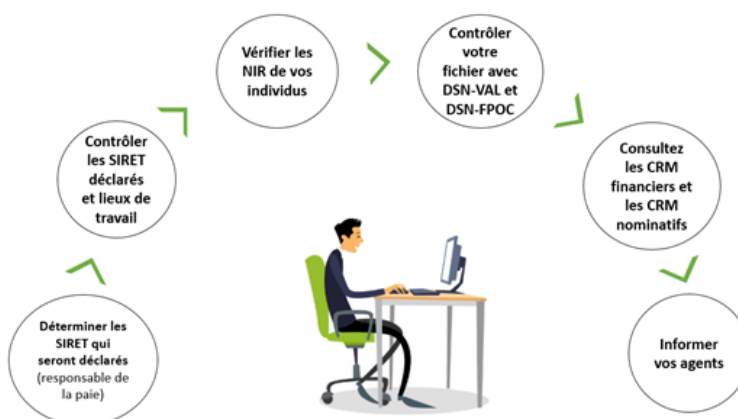 Déterminer les
SIRET qui
seront déclarés
(responsable de
la paie)
Contrôler
les SIRET
déclarés
et lieux de
travail
Vérifier les
NIR de vos
individus
Contrôler
votre
fichier avec
DSN-VAL et
DSN-FPOC
Consultez
les CRM
financiers et
les CRM
nominatifs
Informer
vos agents